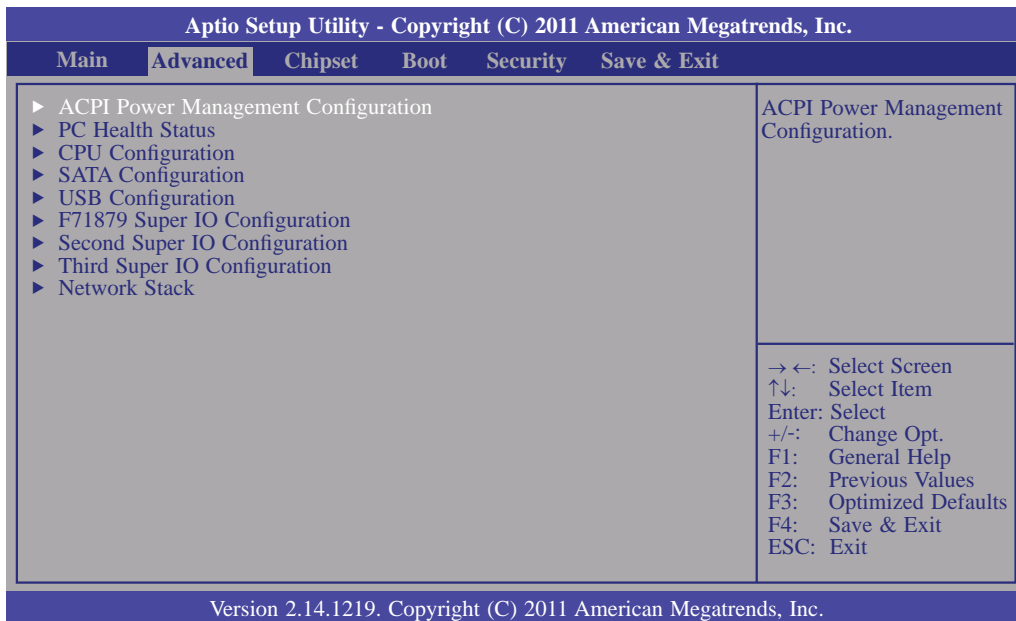 Aptio Setup Utility - Copyright (C) 2011 American Megatrends, Inc.
Main Advanced Chipset Boot Security Save & Exit
▶ ACPI Power Management Configuration
▶ PC Health Status
▶ CPU Configuration
▶ SATA Configuration
▶ USB Configuration
▶ F71879 Super IO Configuration
▶ Second Super IO Configuration
▶ Third Super IO Configuration
▶ Network Stack
ACPI Power Management
Configuration.
→←: Select Screen
↑↓: Select Item
Enter: Select
+/-: Change Opt.
F1: General Help
F2: Previous Values
F3: Optimized Defaults
F4: Save & Exit
ESC: Exit
Version 2.14.1219. Copyright (C) 2011 American Megatrends, Inc.